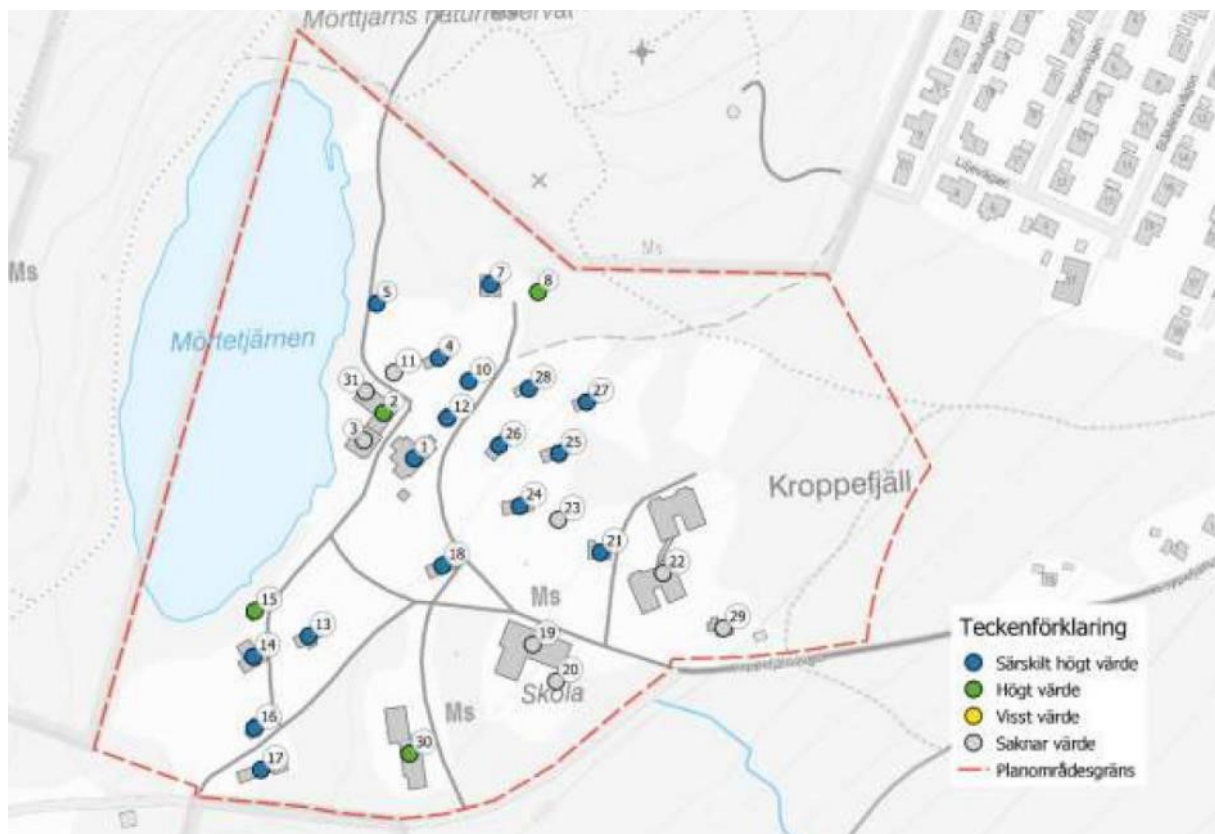 Mörttjärns naturreservat
Ms
Ms
Mörtetjärnen
Ms
Liljevägen
7
8
5
4
11
10
31
28
27
2
12
3
1
26
25
Kroppefjäll
24
23
21
22
18
Ms
15
13
14
19
29
20
Skola
Ms
16
17
30
Teckenförklaring
Särskilt högt värde
Högt värde
Visst värde
Saknar värde
Planområdesgräns